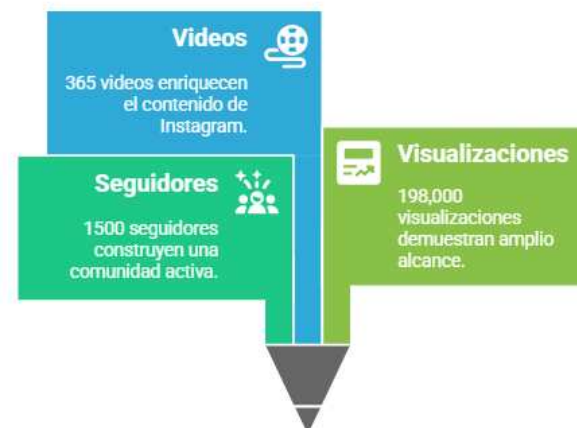 Videos
365 videos enriquecen
el contenido de
Instagram.
Seguidores
1500 seguidores
construyen una
comunidad activa.
Visualizaciones
198,000
visualizaciones
demuestran amplio
alcance.